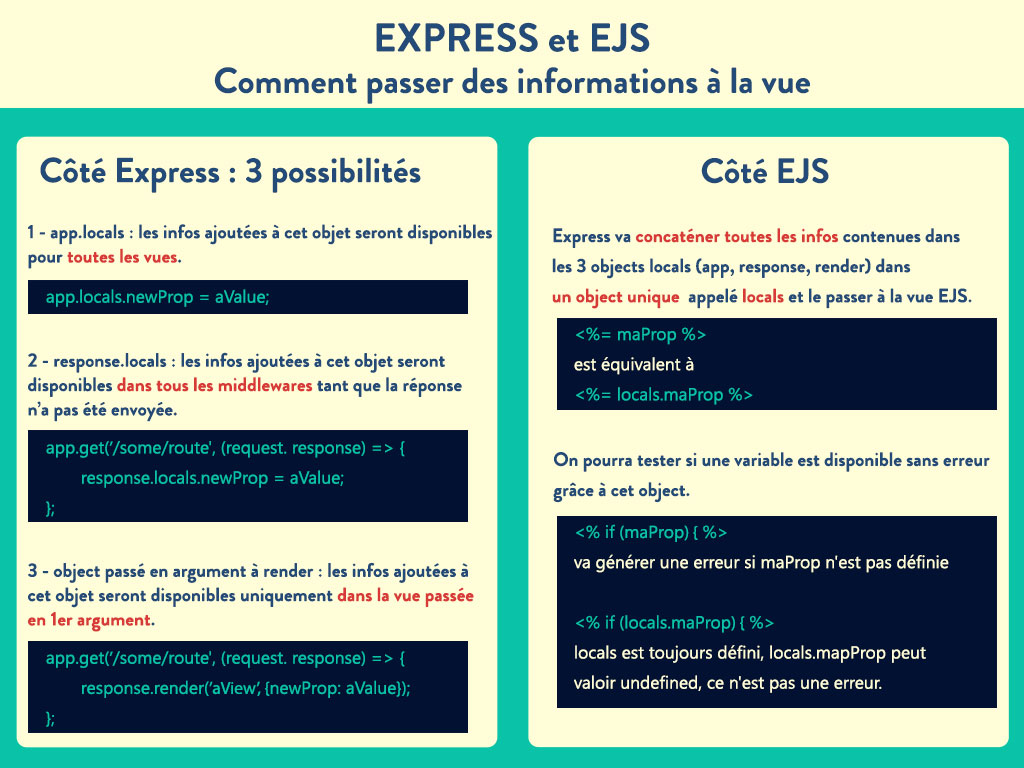 EXPRESS et EJS
Comment passer des informations à la vue
Côté Express : 3 possibilités
1 - app.locals : les infos ajoutées à cet objet seront disponibles
pour toutes les vues.
app.locals.newProp = aValue;
2 - response.locals : les infos ajoutées à cet objet seront
disponibles dans tous les middlewares tant que la réponse
n'a pas été envoyée.
app.get('/some/route', (request. response) => {
response.locals.newProp = aValue;
};
3 - object passé en argument à render : les infos ajoutées à
cet objet seront disponibles uniquement dans la vue passée
en 1er argument.
app.get('/some/route', (request. response) => {
response.render('aView', {newProp: aValue});
};
Côté EJS
Express va concaténer toutes les infos contenues dans
les 3 objects locals (app, response, render) dans
un object unique appelé locals et le passer à la vue EJS.
<%= maProp %>
est équivalent à
<%= locals.maProp %>
On pourra tester si une variable est disponible sans erreur
grâce à cet object.
<% if (maProp) { %>
va générer une erreur si maProp n'est pas définie
<% if (locals.maProp) { %>
locals est toujours défini, locals.mapProp peut
valoir undefined, ce n'est pas une erreur.